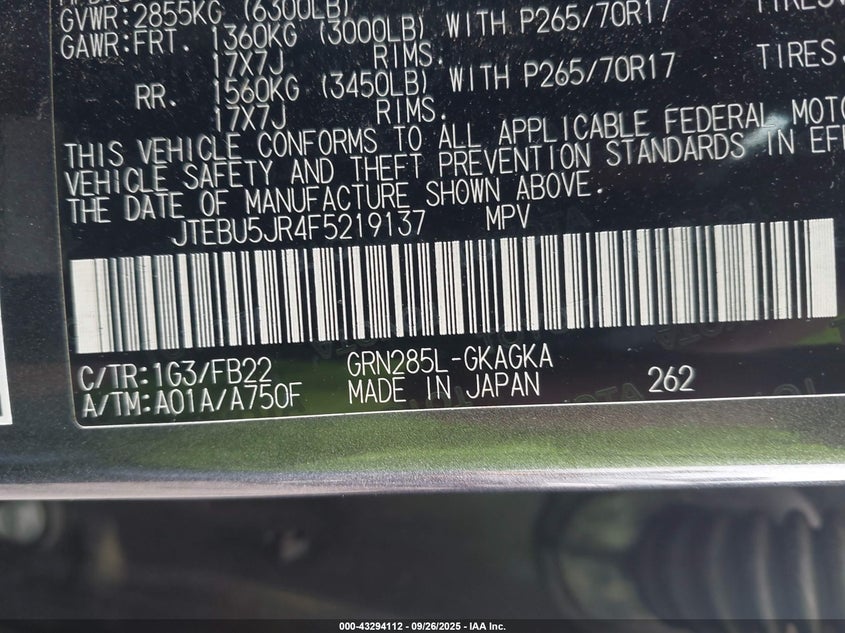 GVWR:2855KG (6300LB)
GAWR:FRT. 1360KG (3000LB) WITH P265/70R17 TIRES.
17X7J RIMS.
RR. 1560KG (3450LB) WITH P265/70R17 TIRES.
17X7J RIMS.
THIS VEHICLE CONFORMS TO ALL APPLICABLE FEDERAL MOTO
VEHICLE SAFETY AND THEFT PREVENTION STANDARDS IN EFF
THE DATE OF MANUFACTURE SHOWN ABOVE.
JTEBU5JR4F5219137 MPV
C/TR:1G3/FB22 GRN285L-GKAGKA
A/TM:A01A/A750F MADE IN JAPAN 262
000-43294112 - 09/26/2025 - IAA Inc.